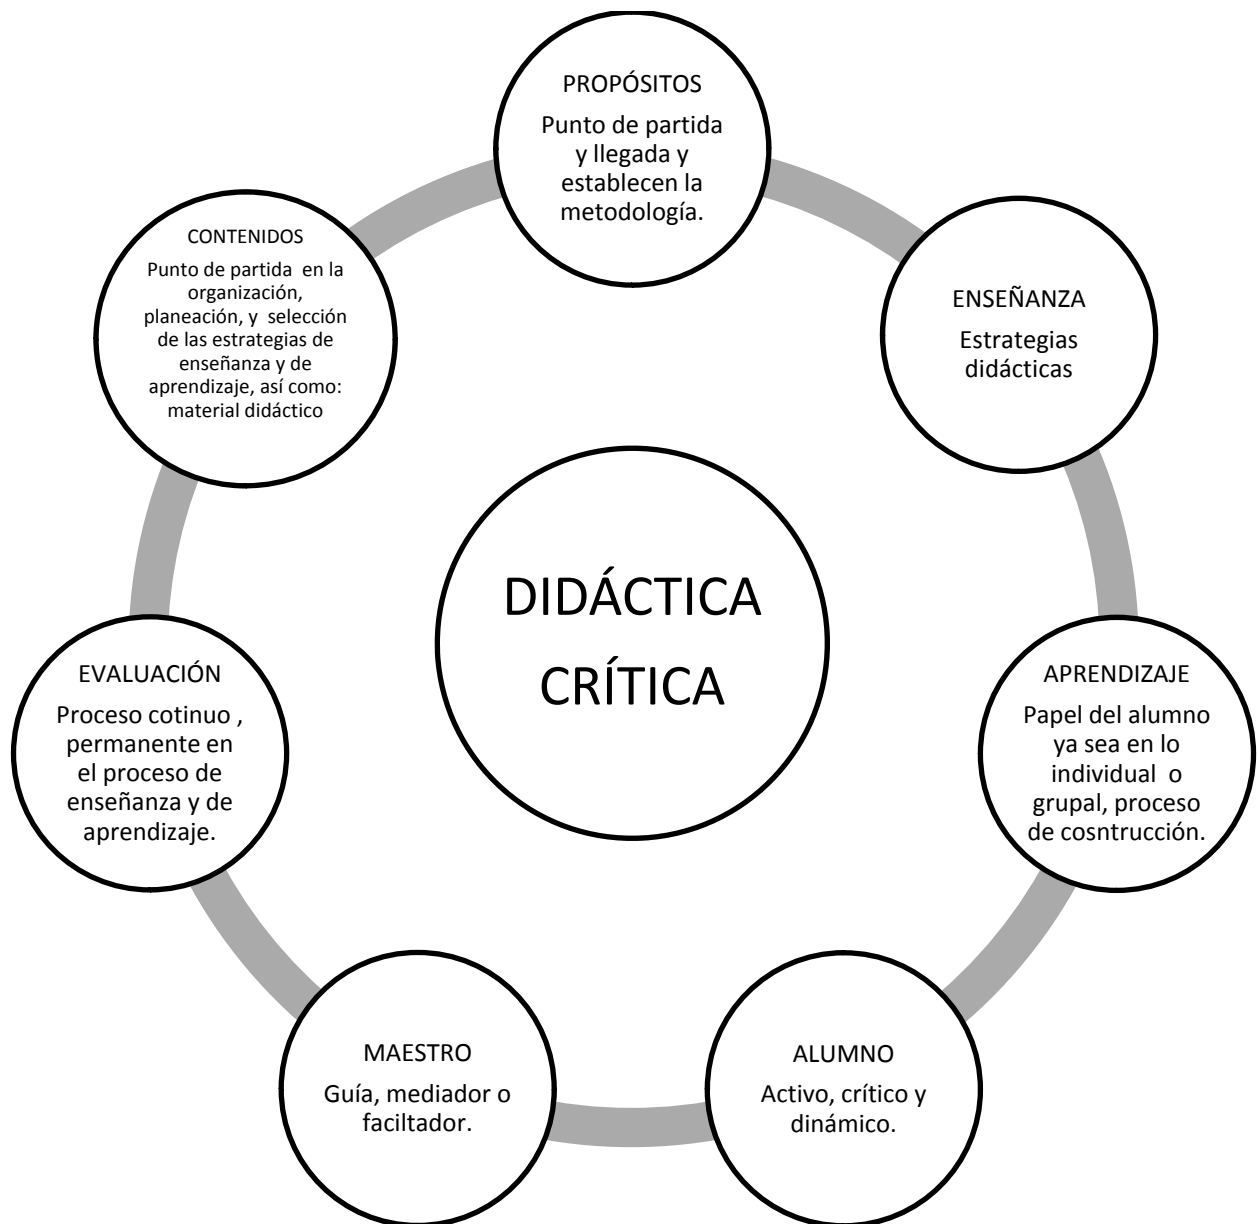 PROPÓSITOS
Punto de partida
y llegada y
establecen la
metodología.
ENSEÑANZA
Estrategias
didácticas
APRENDIZAJE
Papel del alumno
ya sea en lo
individual o
grupal, proceso
de cosntrucción.
ALUMNO
Activo, crítico y
dinámico.
MAESTRO
Guía, mediador o
faciltador.
EVALUACIÓN
Proceso cotinuo ,
permanente en
el proceso de
enseñanza y de
aprendizaje.
CONTENIDOS
Punto de partida en la
organización,
planeación, y selección
de las estrategias de
enseñanza y de
aprendizaje, así como:
material didáctico
DIDÁCTICA
CRÍTICA